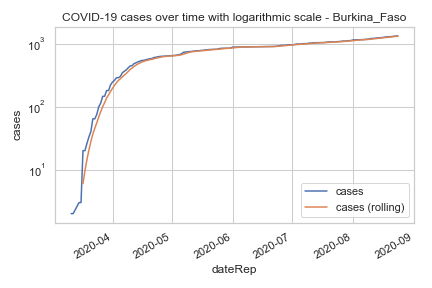 COVID-19 cases over time with logarithmic scale - Burkina_Faso
cases
10³
10²
10¹
cases
cases (rolling)
2020-04
2020-05
2020-06
2020-07
2020-08
2020-09
dateRep